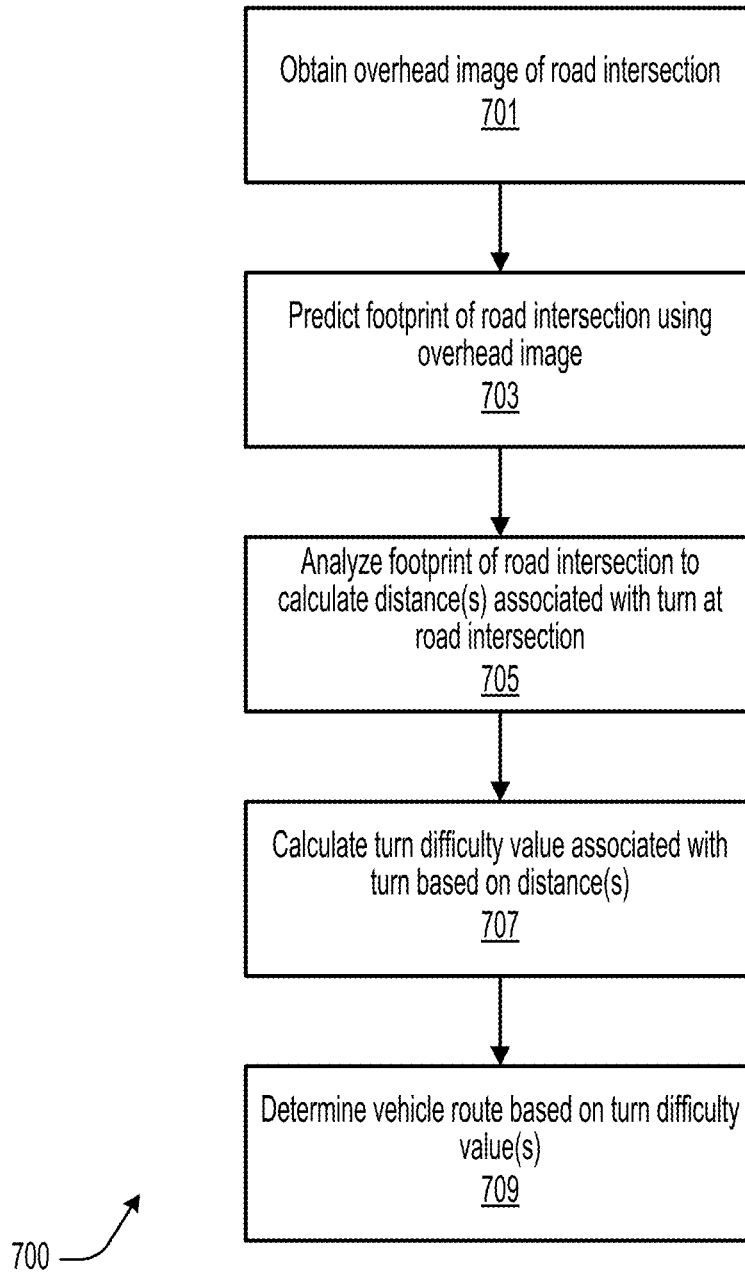 Obtain overhead image of road intersection
701
Predict footprint of road intersection using
overhead image
703
Analyze footprint of road intersection to
calculate distance(s) associated with turn at
road intersection
705
Calculate turn difficulty value associated with
turn based on distance(s)
707
Determine vehicle route based on turn difficulty
value(s)
709
700